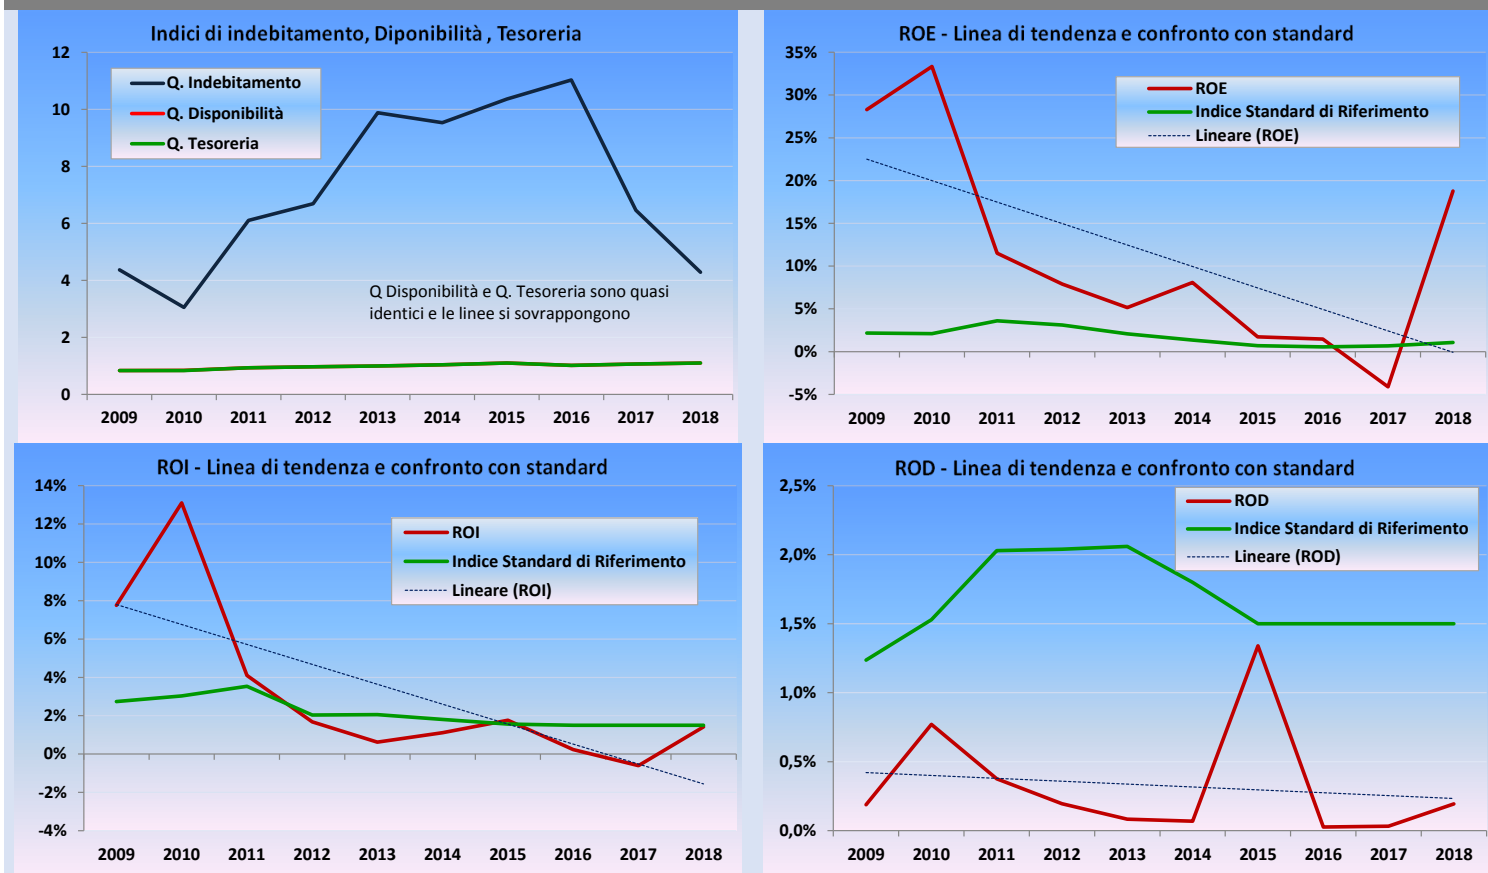 Indici di indebitamento, Diponibilità , Tesoreria
12
10
8
6
4
2
0
Q. Indebitamento
Q. Disponibilità
Q. Tesoreria
Q Disponibilità e Q. Tesoreria sono quasi
identici e le linee si sovrappongono
2009 2010 2011 2012 2013 2014 2015 2016 2017 2018
ROE - Linea di tendenza e confronto con standard
35%
30%
25%
20%
15%
10%
5%
0%
-5%
ROE
Indice Standard di Riferimento
Lineare (ROE)
2009 2010 2011 2012 2013 2014 2015 2016 2017 2018
ROI - Linea di tendenza e confronto con standard
14%
12%
10%
8%
6%
4%
2%
0%
-2%
-4%
ROI
Indice Standard di Riferimento
Lineare (ROI)
2009 2010 2011 2012 2013 2014 2015 2016 2017 2018
ROD - Linea di tendenza e confronto con standard
2,5%
2,0%
1,5%
1,0%
0,5%
0,0%
ROD
Indice Standard di Riferimento
Lineare (ROD)
2009 2010 2011 2012 2013 2014 2015 2016 2017 2018